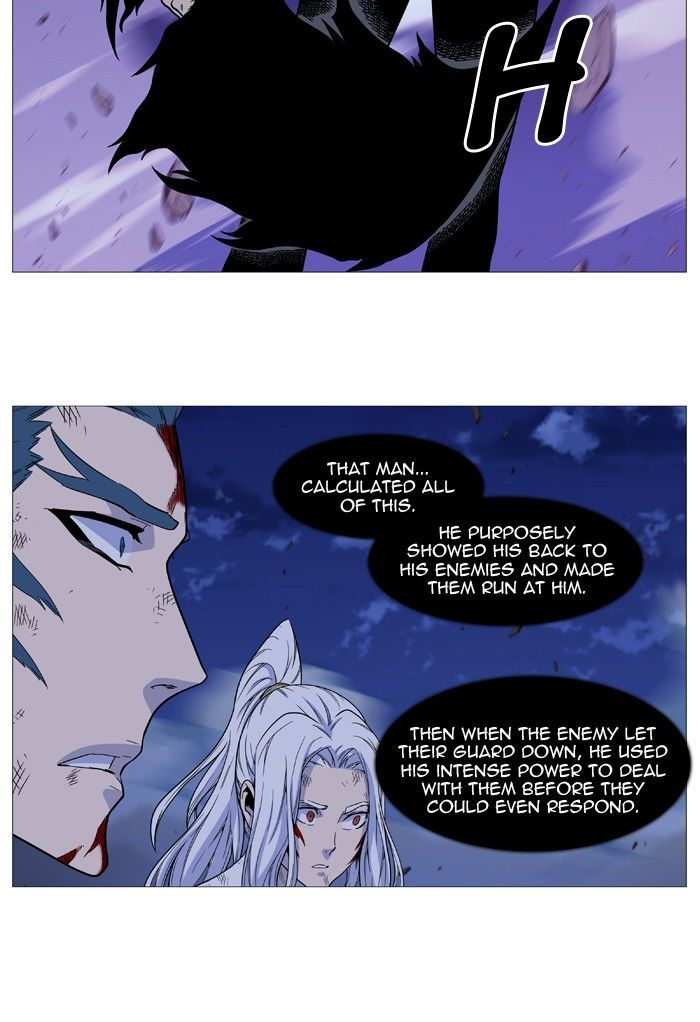 H
THAT MAN...
CALCULATED ALL
OF THIS.
HE PURPOSELY
SHOWED HIS BACK TO
HIS ENEMIES AND MADE
THEM RUN AT HIM.
THEN WHEN THE ENEMY LET
THEIR GUARD DOWN, HE USED
HIS INTENSE POWER TO DEAL
WITH THEM BEFORE THEY
COULD EVEN RESPOND.